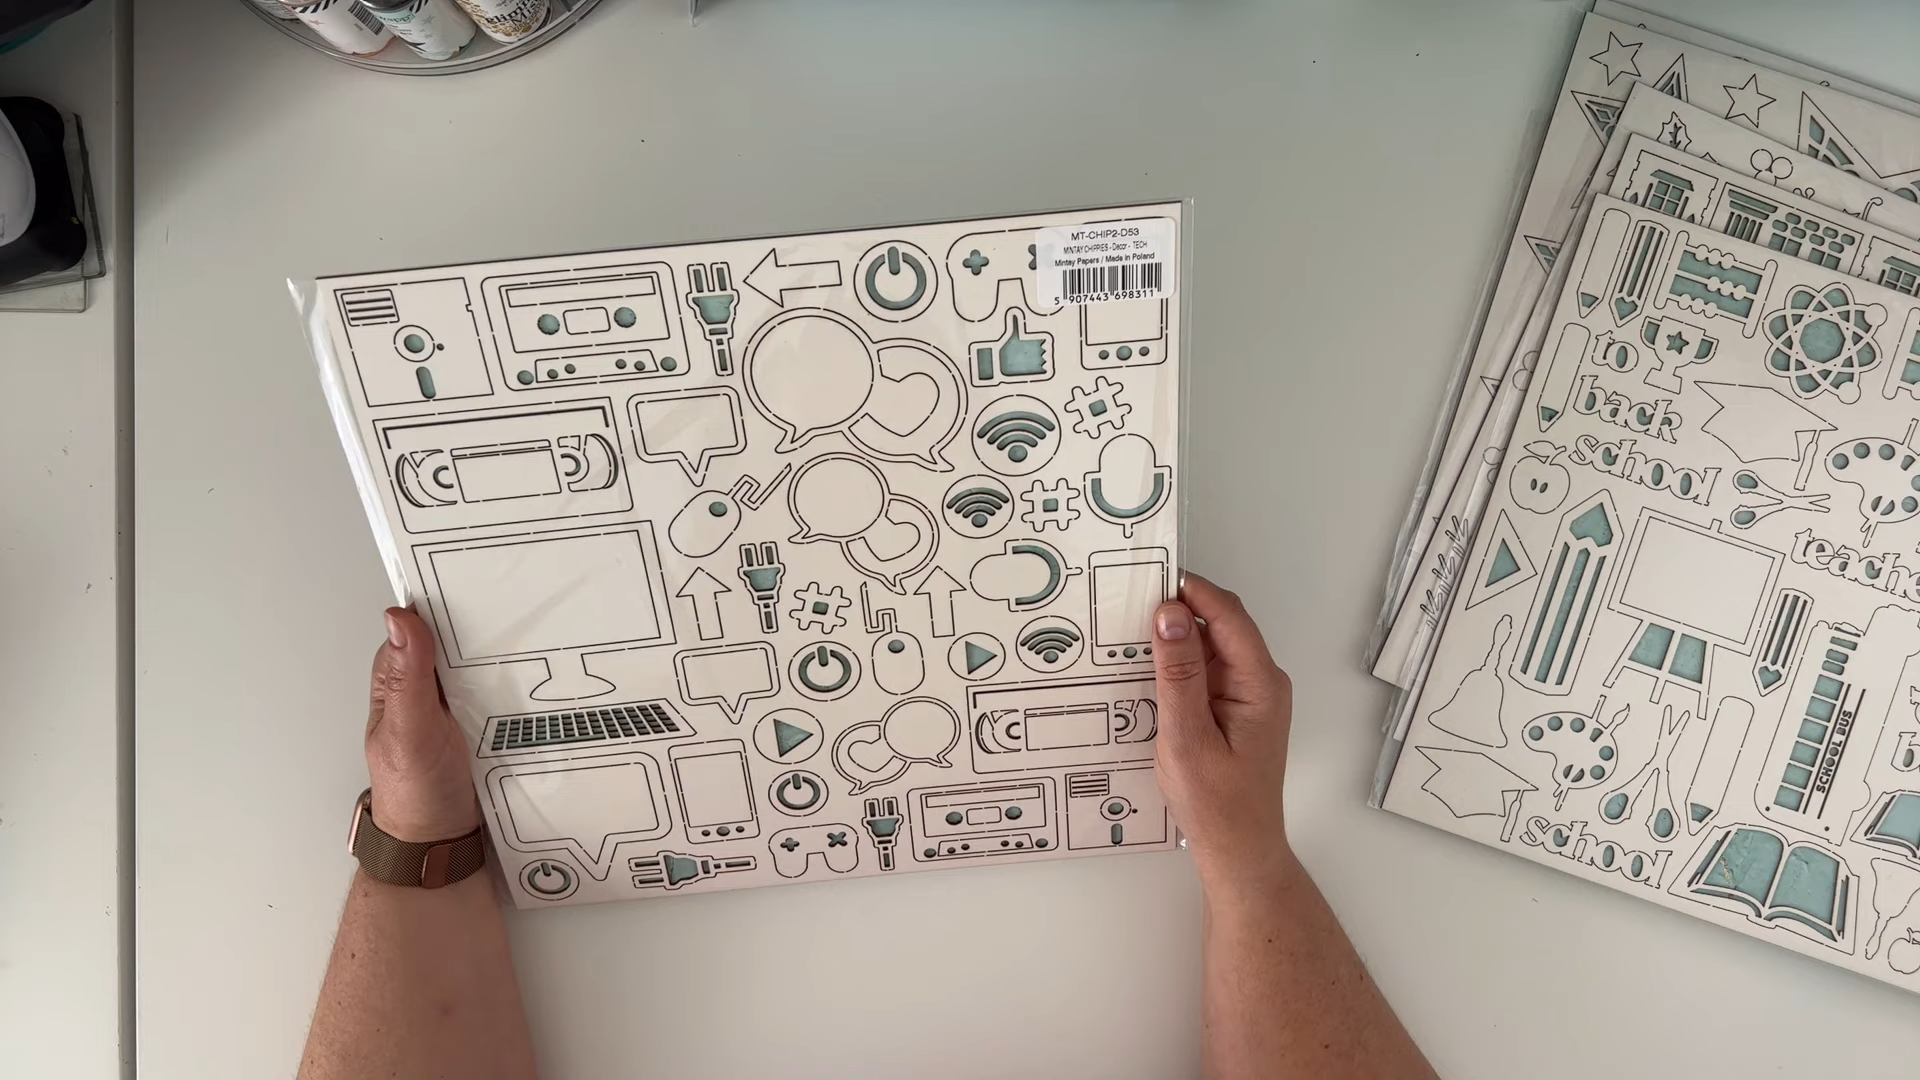 MT-CHIP2-D53
MINTAY CHIPPIES - Decor - TECH
Mintay Papers / Made in Poland
5 907443 698311
to
back
school
SCHOOL BUS
school